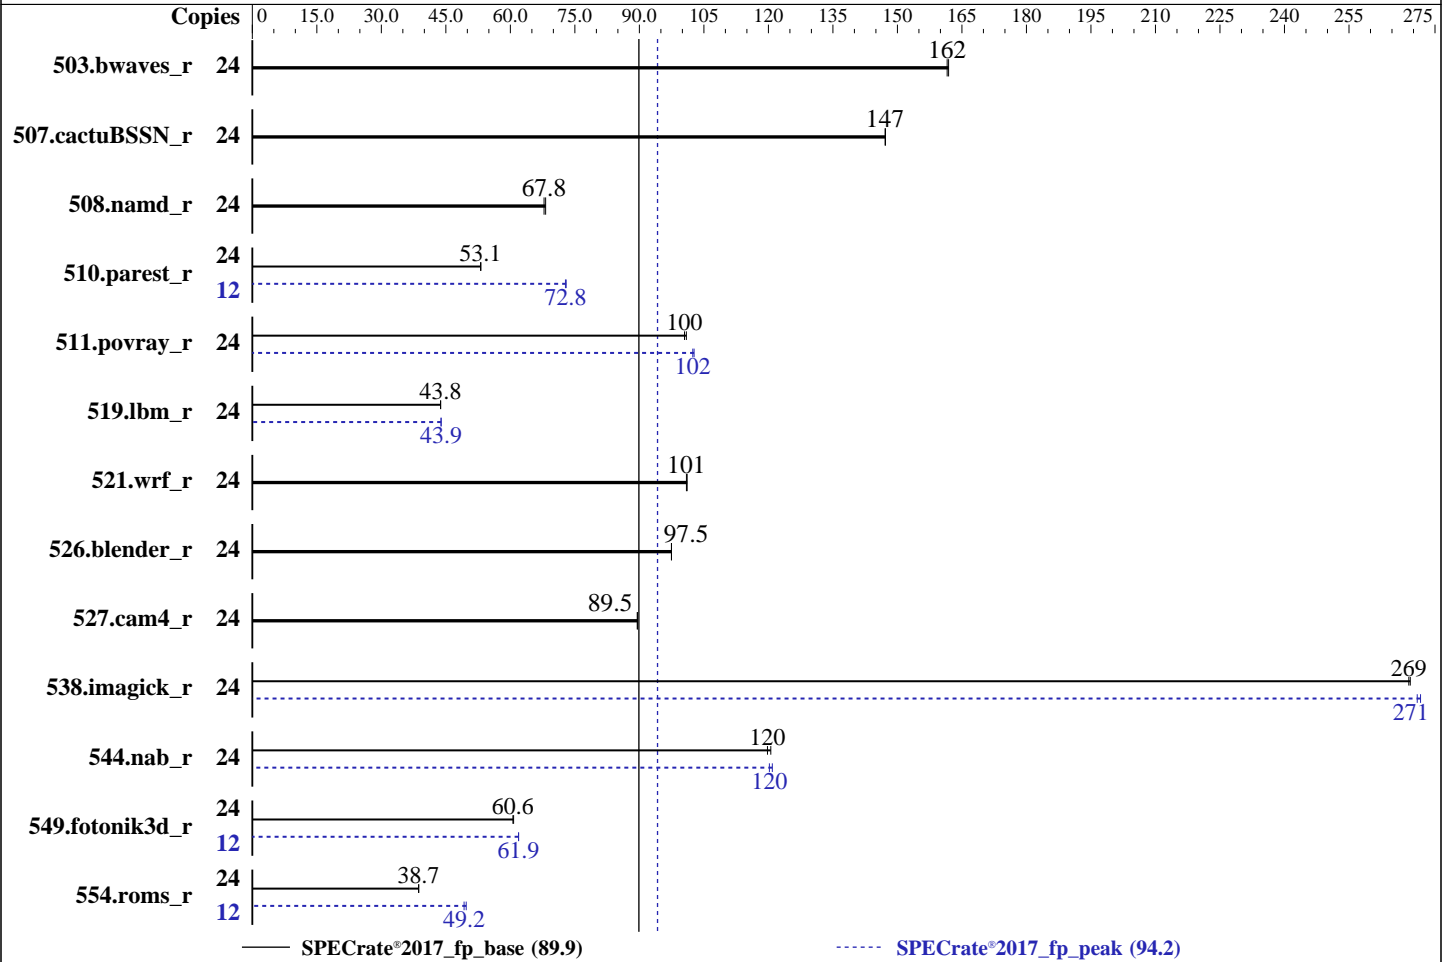 Copies 0 15.0 30.0 45.0 60.0 75.0 90.0 105 120 135 150 165 180 195 210 225 240 255 275
503.bwaves_r 24 162
507.cactuBSSN_r 24 147
508.namd_r 24 67.8
510.parest_r 24 53.1
12 72.8
511.povray_r 24 100
102
519.lbm_r 24 43.8
43.9
521.wrf_r 24 101
526.blender_r 24 97.5
527.cam4_r 24 89.5
538.imagick_r 24 269
271
544.nab_r 24 120
120
549.fotonik3d_r 24 60.6
12 61.9
554.roms_r 24 38.7
12 49.2
SPECrate®2017_fp_base (89.9) SPECrate®2017_fp_peak (94.2)